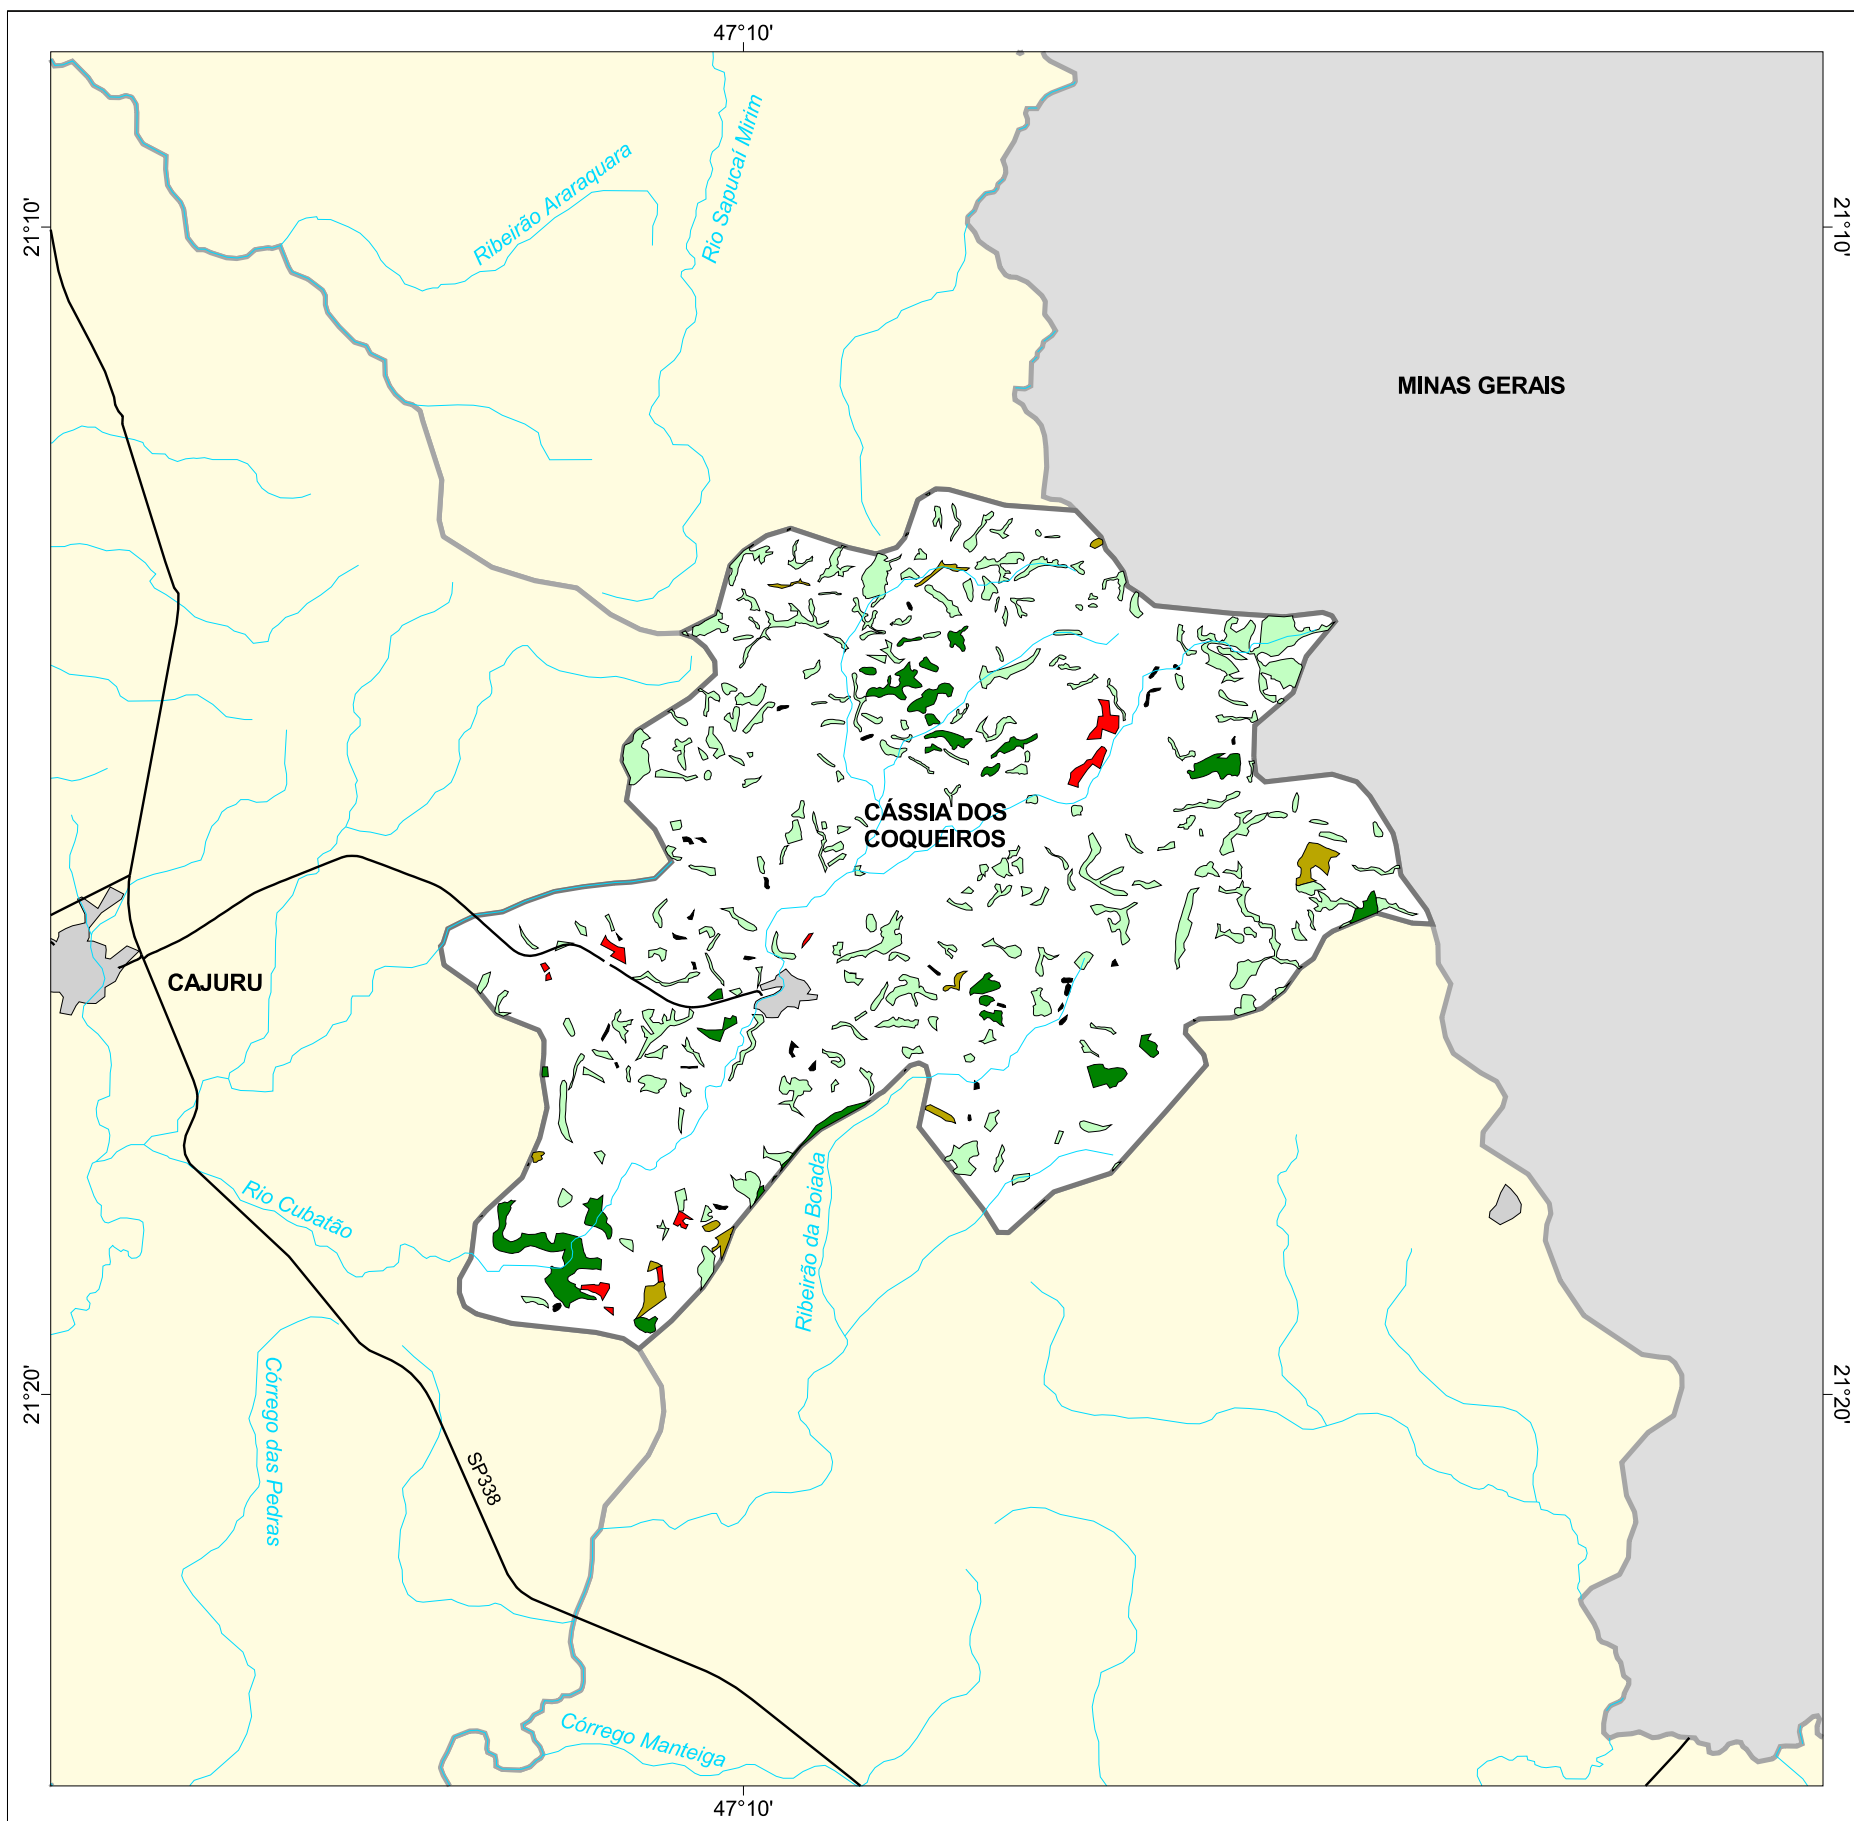 47°10'
Rio Sapucaí Mirim
Ribeirão Araraquara
21°10'
21°10'
MINAS GERAIS
CÁSSIA DOS
COQUEIROS
CAJURU
Rio Cubatão
Ribeirão da Boiada
21°20'
21°20'
Córrego das Pedras
SP338
Córrego Manteiga
47°10'